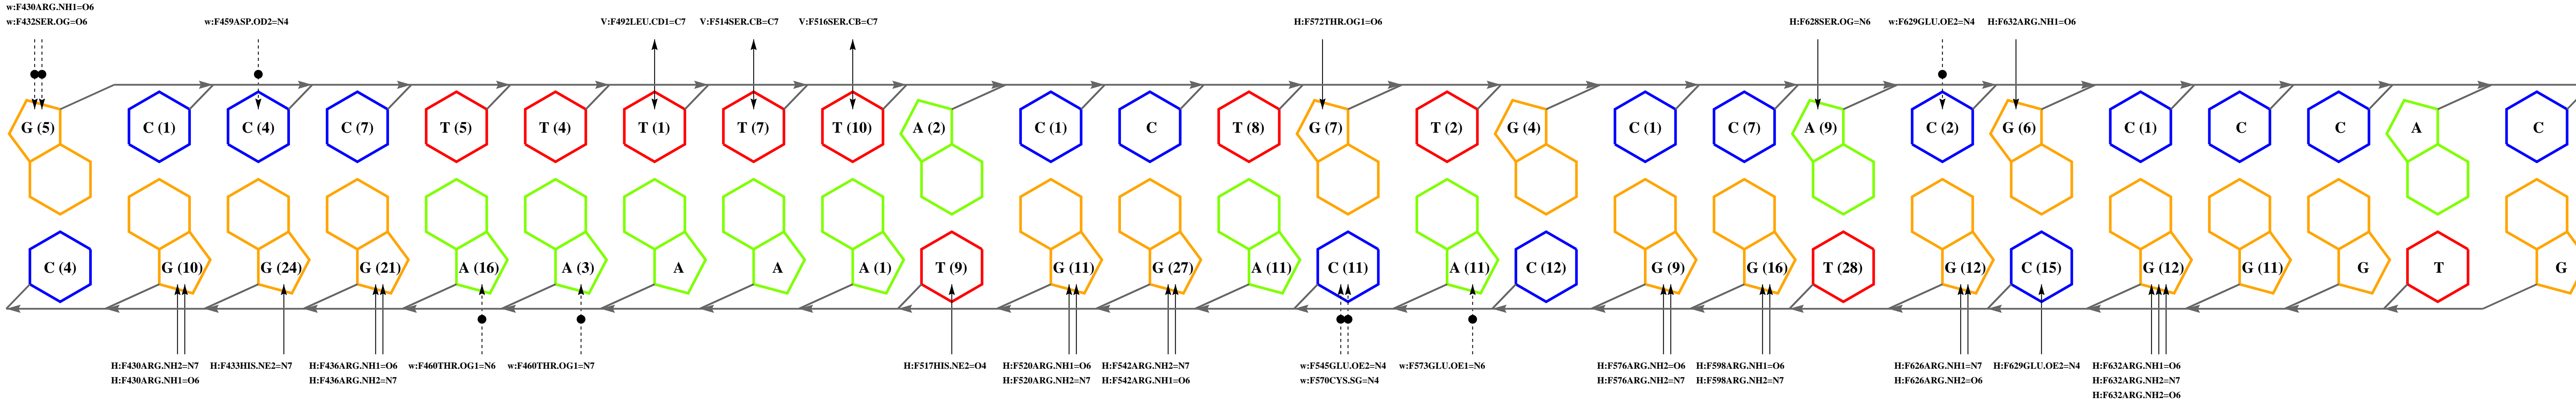 w:F430ARG.NH1=O6
w:F432SER.OG=O6 w:F459ASP.OD2=N4 V:F492LEU.CD1=C7 V:F514SER.CB=C7 V:F516SER.CB=C7 H:F572THR.OG1=O6 H:F628SER.OG=N6 w:F629GLU.OE2=N4 H:F632ARG.NH1=O6
G (5) C (1) C (4) C (7) T (5) T (4) T (1) T (7) T (10) A (2) C (1) C T (8) G (7) T (2) G (4) C (1) C (7) A (9) C (2) G (6) C (1) C C A C
C (4) G (10) G (24) G (21) A (16) A (3) A A A (1) T (9) G (11) G (27) A (11) C (11) A (11) C (12) G (9) G (16) T (28) G (12) C (15) G (12) G (11) G T G
H:F430ARG.NH2=N7 H:F433HIS.NE2=N7 H:F436ARG.NH1=O6 w:F460THR.OG1=N6 w:F460THR.OG1=N7 H:F517HIS.NE2=O4 H:F520ARG.NH1=O6 H:F542ARG.NH2=N7 w:F545GLU.OE2=N4 w:F573GLU.OE1=N6 H:F576ARG.NH2=O6 H:F598ARG.NH1=O6 H:F626ARG.NH1=N7 H:F629GLU.OE2=N4 H:F632ARG.NH1=O6
H:F430ARG.NH1=O6 H:F436ARG.NH2=N7 H:F520ARG.NH2=N7 H:F542ARG.NH1=O6 w:F570CYS.SG=N4 H:F576ARG.NH2=N7 H:F598ARG.NH2=N7 H:F626ARG.NH2=O6 H:F632ARG.NH2=N7
H:F632ARG.NH2=O6